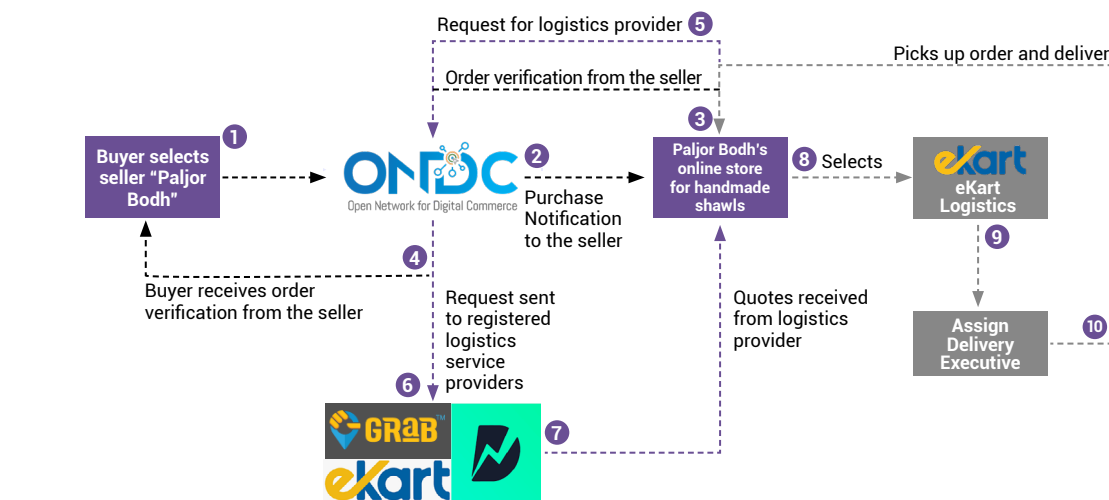 Request for logistics provider 5
Picks up order and deliver
Order verification from the seller
1
Buyer selects
seller “Paljor
Bodh”
ONDC
Open Network for Digital Commerce
2
Purchase
Notification
to the seller
3
Paljor Bodh’s
online store
for handmade
shawls
8 Selects
eKart
eKart
Logistics
4
Buyer receives order
verification from the seller
9
Request sent
to registered
logistics
service
providers
Quotes received
from logistics
provider
Assign
Delivery
Executive
10
6
GRaB™
eKart
7